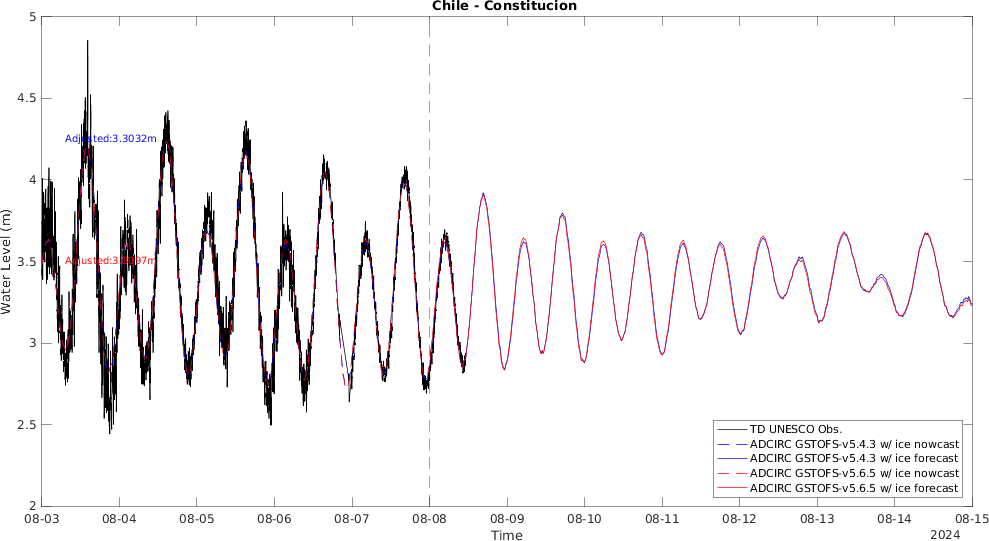 Chile - Constitucion
5
4.5
4
3.5
3
2.5
2
Water Level (m)
Adjusted:3.3032m
TD UNESCO Obs.
ADCIRC GSTOFS-v5.4.3 w/ ice nowcast
ADCIRC GSTOFS-v5.4.3 w/ ice forecast
ADCIRC GSTOFS-v5.6.5 w/ ice nowcast
ADCIRC GSTOFS-v5.6.5 w/ ice forecast
08-03 08-04 08-05 08-06 08-07 08-08 08-09 08-10 08-11 08-12 08-13 08-14 08-15
Time
2024